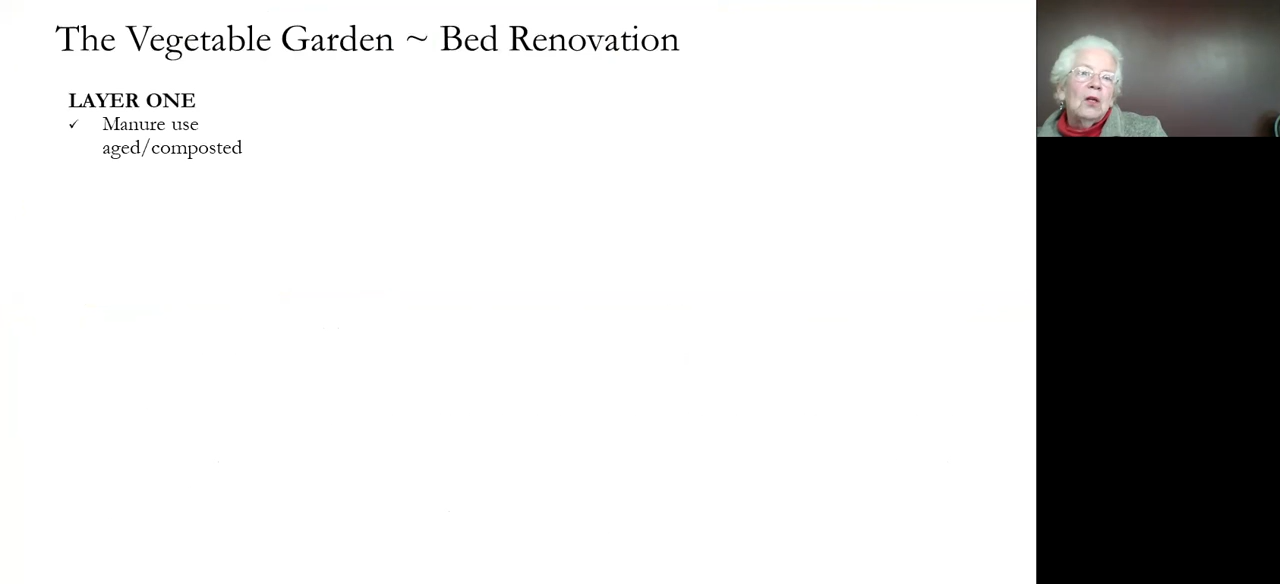 The Vegetable Garden ~ Bed Renovation
LAYER ONE
✓ Manure use
aged/composted